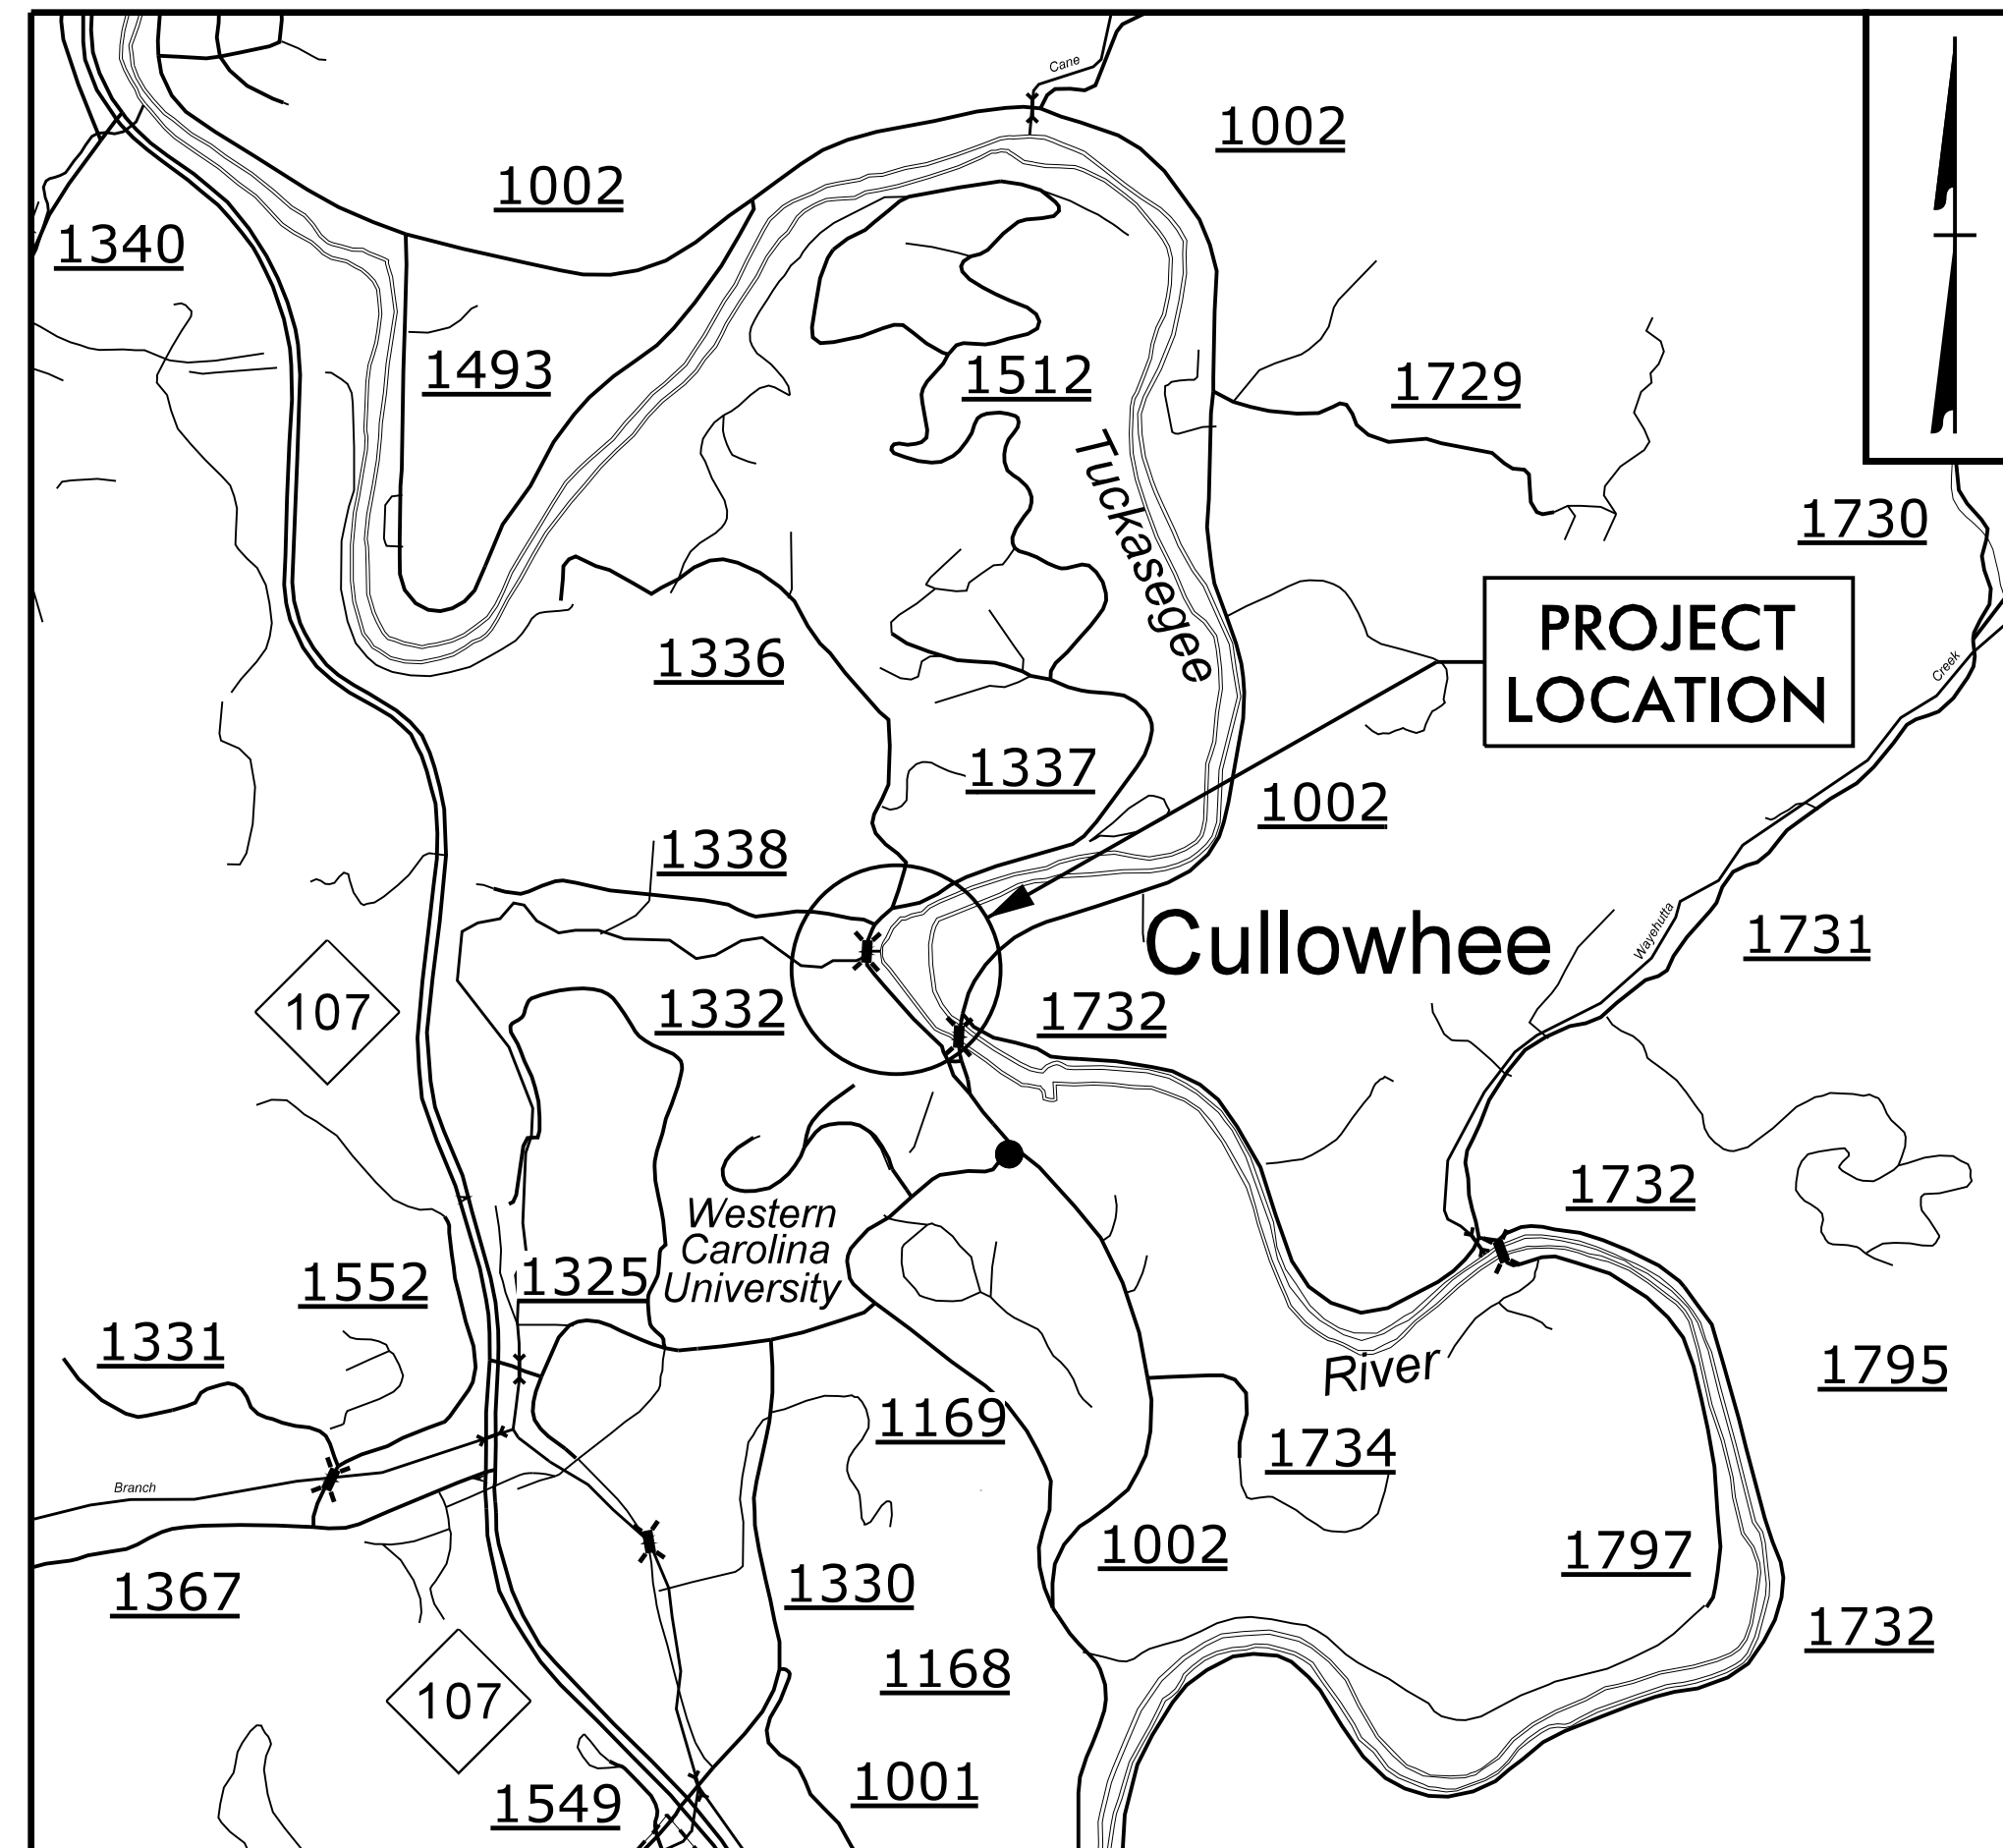 Cane
1002
1002
1340
1493
1512
1729
Tuckasegee
1730
PROJECT
LOCATION
1336
Creek
1337
1002
1338
Cullowhee
Wayehutta
1731
107
1332
1732
1732
Western
Carolina
University
1552
1325
1331
River
1795
1169
1734
Branch
1002
1797
1367
1330
1732
1168
107
1001
1549